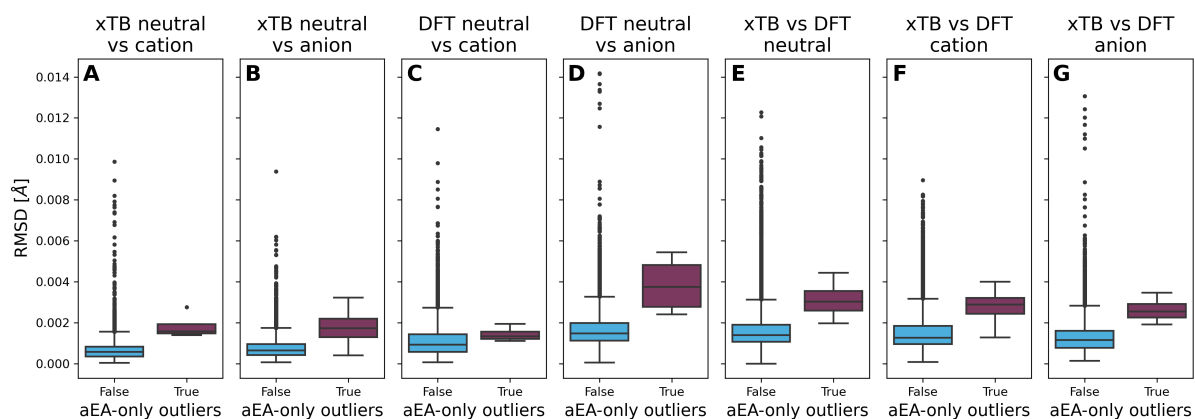 xTB neutral
vs cation
xTB neutral
vs anion
DFT neutral
vs cation
DFT neutral
vs anion
xTB vs DFT
neutral
xTB vs DFT
cation
xTB vs DFT
anion
A
B
C
D
E
F
G
RMSD [Å]
0.014
0.012
0.010
0.008
0.006
0.004
0.002
0.000
False True
False True
False True
False True
False True
False True
False True
aEA-only outliers
aEA-only outliers
aEA-only outliers
aEA-only outliers
aEA-only outliers
aEA-only outliers
aEA-only outliers